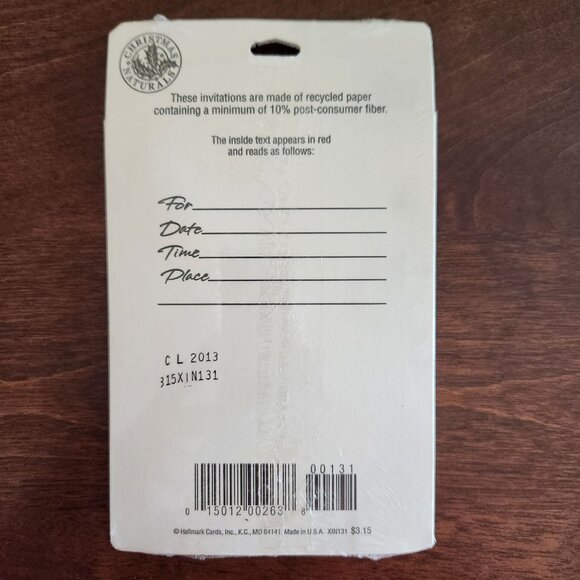 CHRISTMAS NATURALS
These invitations are made of recycled paper
containing a minimum of 10% post-consumer fiber.
The inside text appears in red
and reads as follows:
For
Date
Time
Place
C L 2013
315XIN131
00131
0 15012 00263 6
© Hallmark Cards, Inc., K.C., MO 64141 Made in U.S.A. XIN131 $3.15